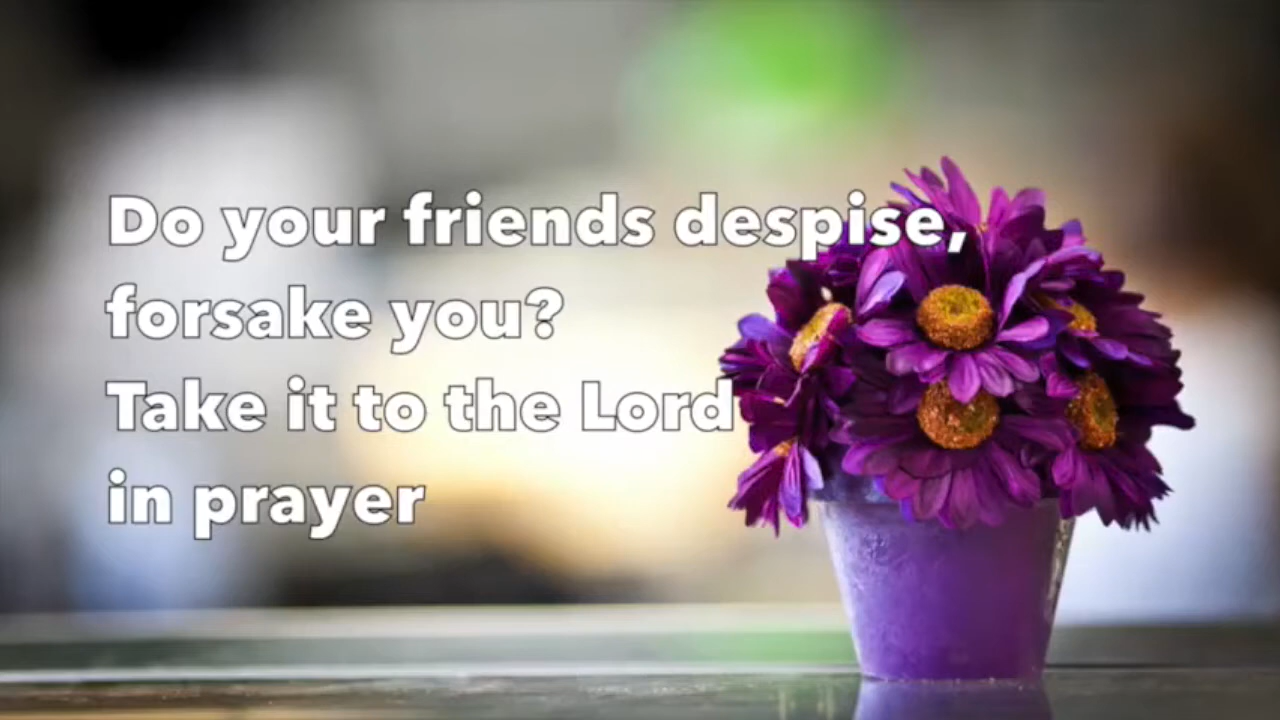 Do your friends despise,
forsake you?
Take it to the Lord
in prayer